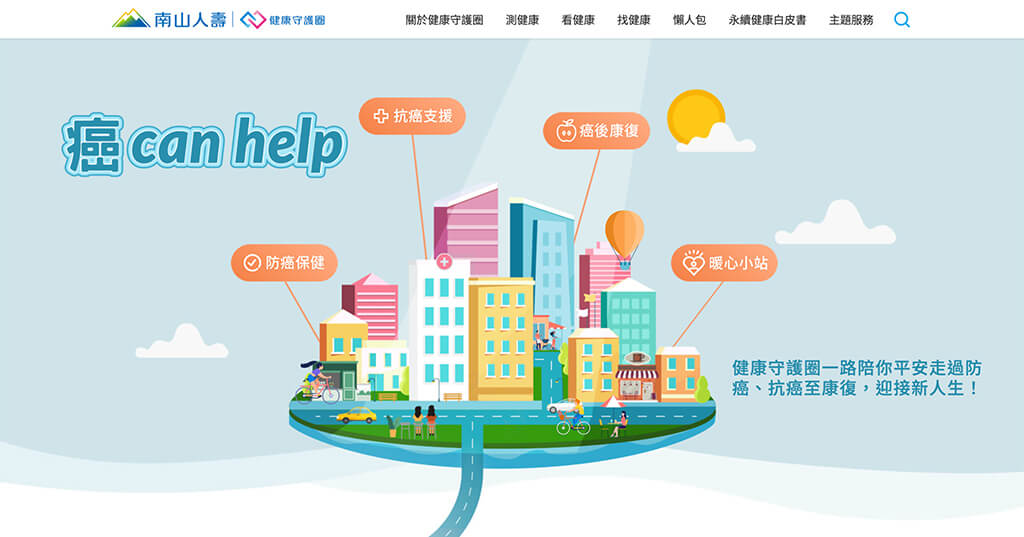 南山人壽 健康守護圈 關於健康守護圈 測健康 看健康 找健康 懶人包 永續健康白皮書 主題服務
癌 can help
抗癌支援
癌後康復
防癌保健
暖心小站
健康守護圈一路陪你平安走過防
癌、抗癌至康復，迎接新人生！